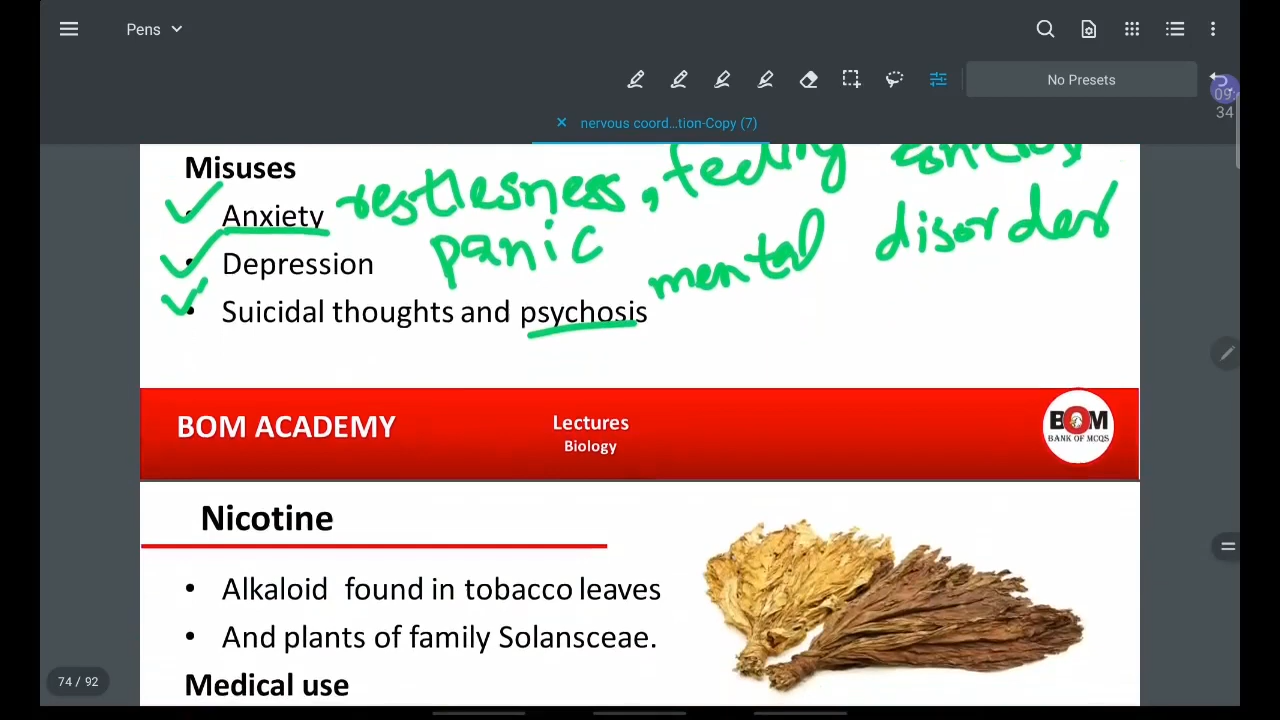 Pens
No Presets
09:
34
nervous coord...tion-Copy (7)
Misuses
restlesness, feeling
• Anxiety
panic
mental disorder
• Depression
• Suicidal thoughts and psychosis
BOM ACADEMY
Lectures
Biology
BOM
BANK OF MCQS
Nicotine
• Alkaloid found in tobacco leaves
• And plants of family Solansceae.
Medical use
74 / 92